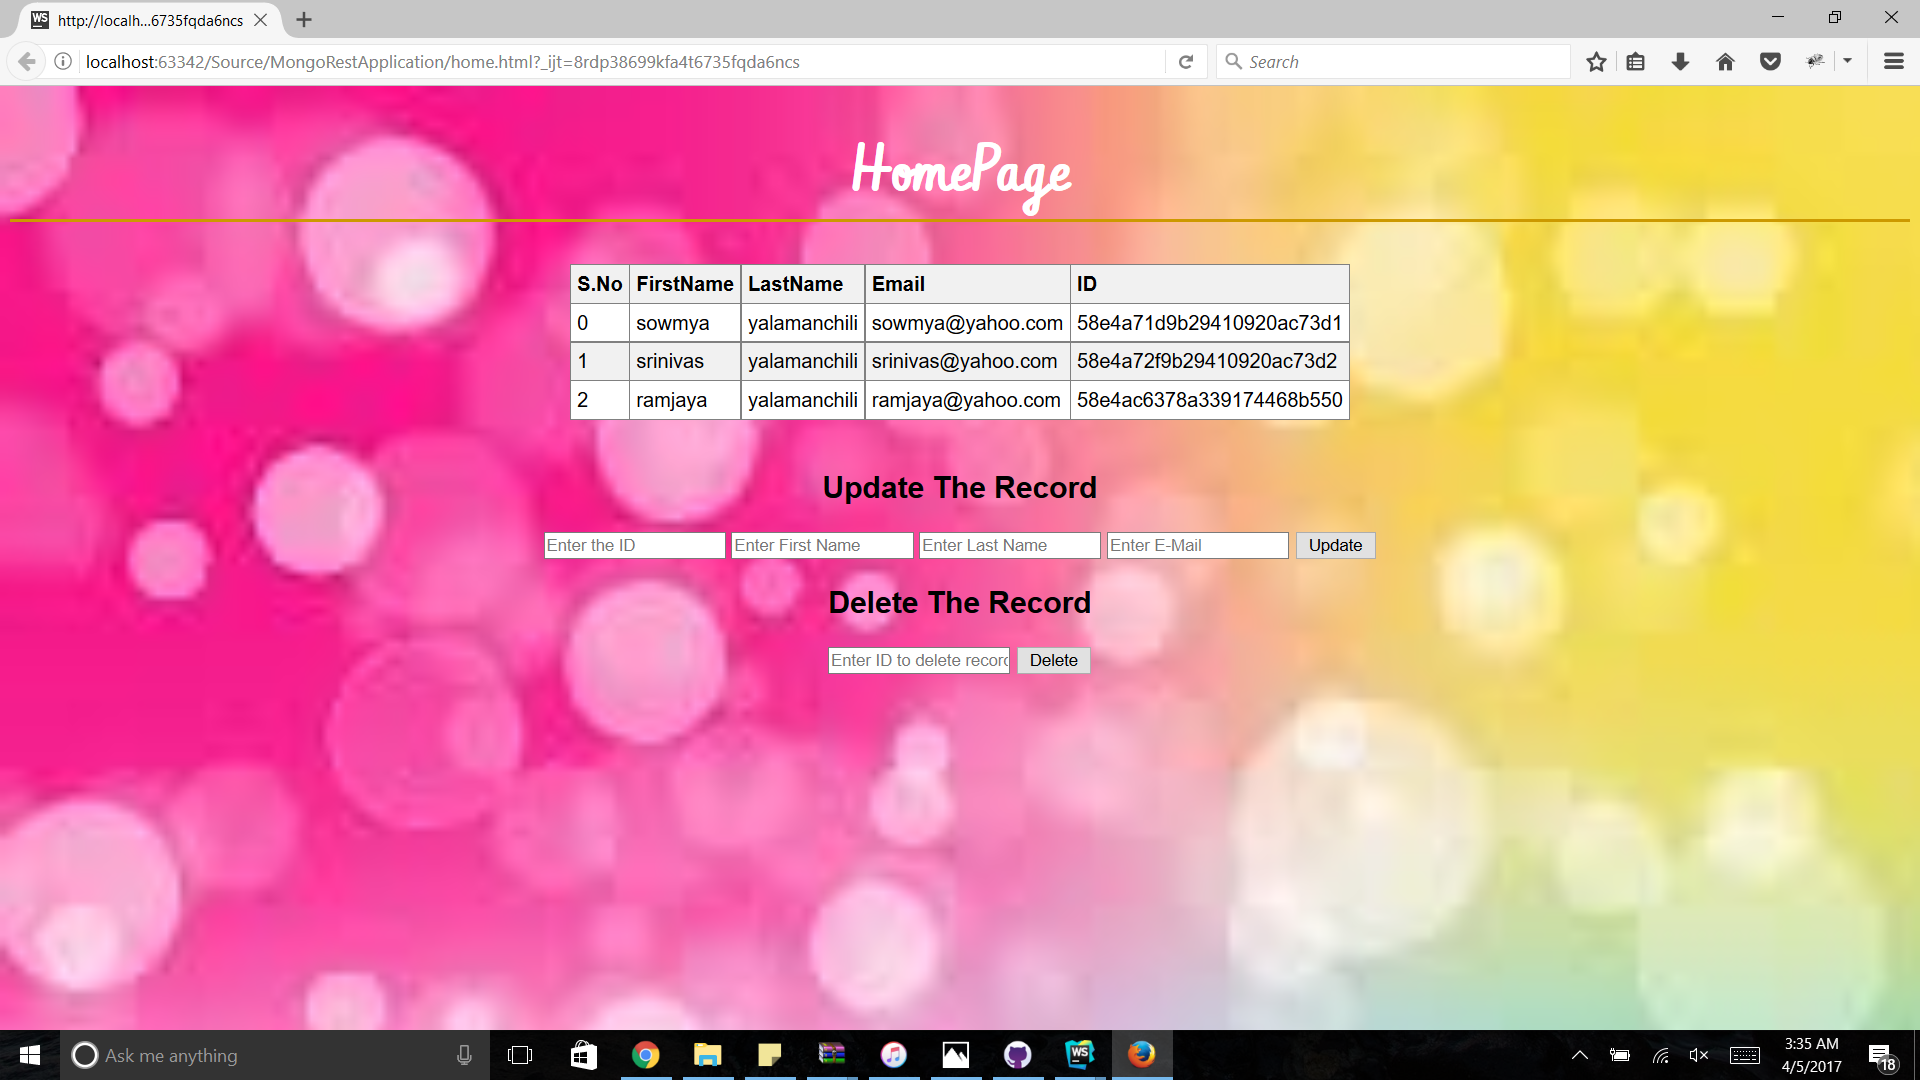 WS http://localh...6735fqda6ncs
localhost:63342/Source/MongoRestApplication/home.html?_ijt=8rdp38699kfa4t6735fqda6ncs
Search
HomePage
S.No FirstName LastName Email ID
0 sowmya yalamanchili sowmya@yahoo.com 58e4a71d9b29410920ac73d1
1 srinivas yalamanchili srinivas@yahoo.com 58e4a72f9b29410920ac73d2
2 ramjaya yalamanchili ramjaya@yahoo.com 58e4ac6378a339174468b550
Update The Record
Enter the ID Enter First Name Enter Last Name Enter E-Mail Update
Delete The Record
Enter ID to delete record Delete
Ask me anything
WS
3:35 AM
4/5/2017
18